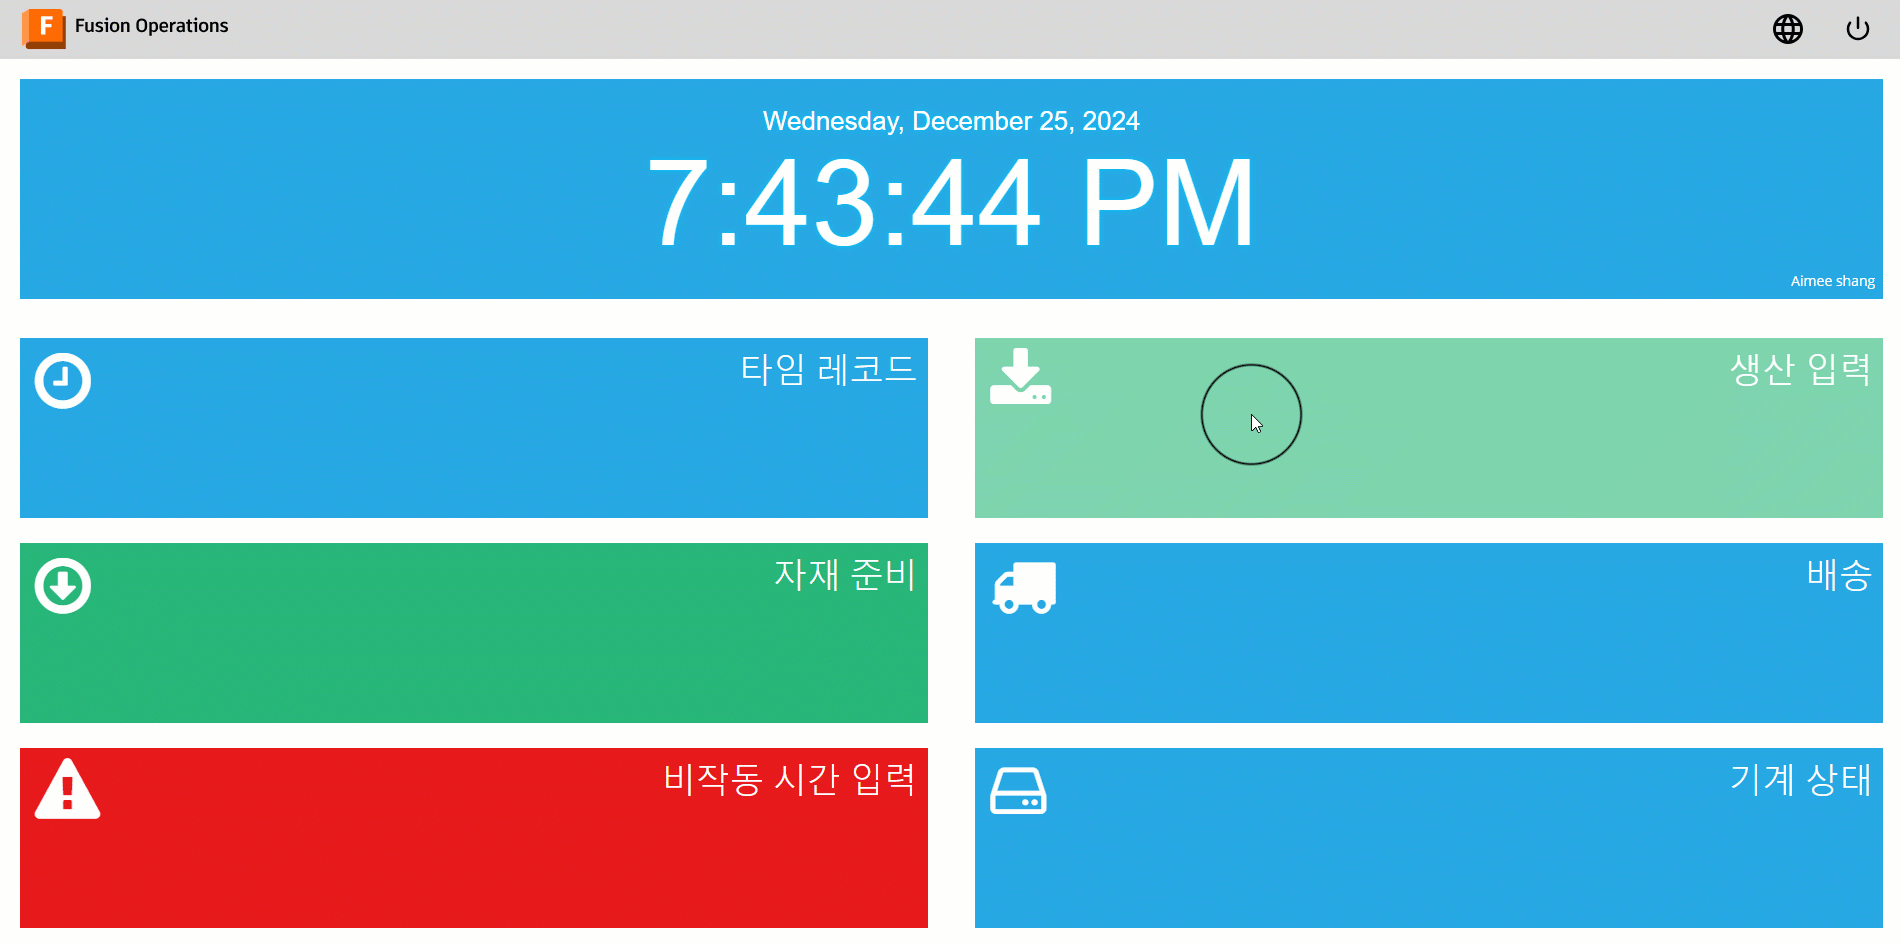 F Fusion Operations
Wednesday, December 25, 2024
7:43:44 PM
Aimee shang
타임 레코드
생산 입력
자재 준비
배송
비작동 시간 입력
기계 상태